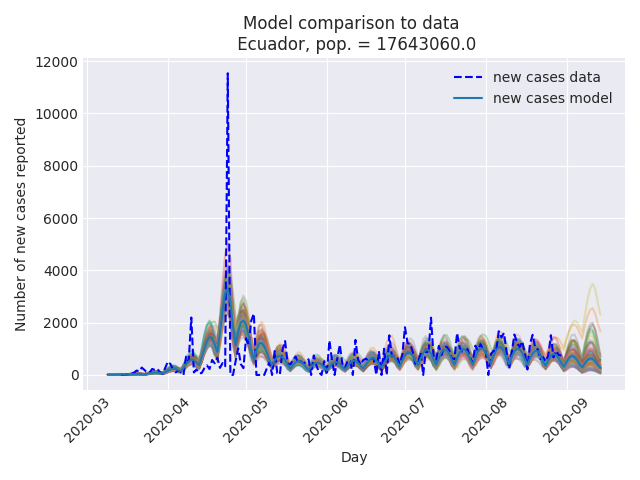 Model comparison to data
Ecuador, pop. = 17643060.0
new cases data
new cases model
Number of new cases reported
12000
10000
8000
6000
4000
2000
0
2020-03
2020-04
2020-05
2020-06
2020-07
2020-08
2020-09
Day